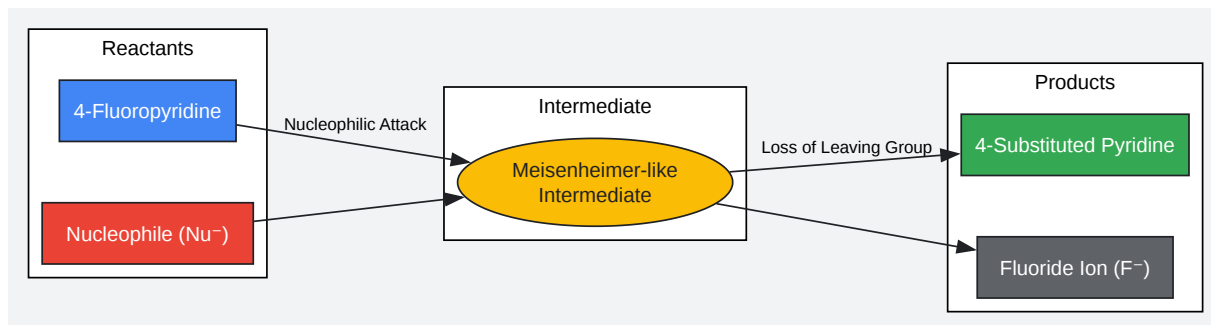 Reactants
4-Fluoropyridine
Nucleophile (Nu⁻)
Nucleophilic Attack
Intermediate
Meisenheimer-like
Intermediate
Loss of Leaving Group
Products
4-Substituted Pyridine
Fluoride Ion (F⁻)